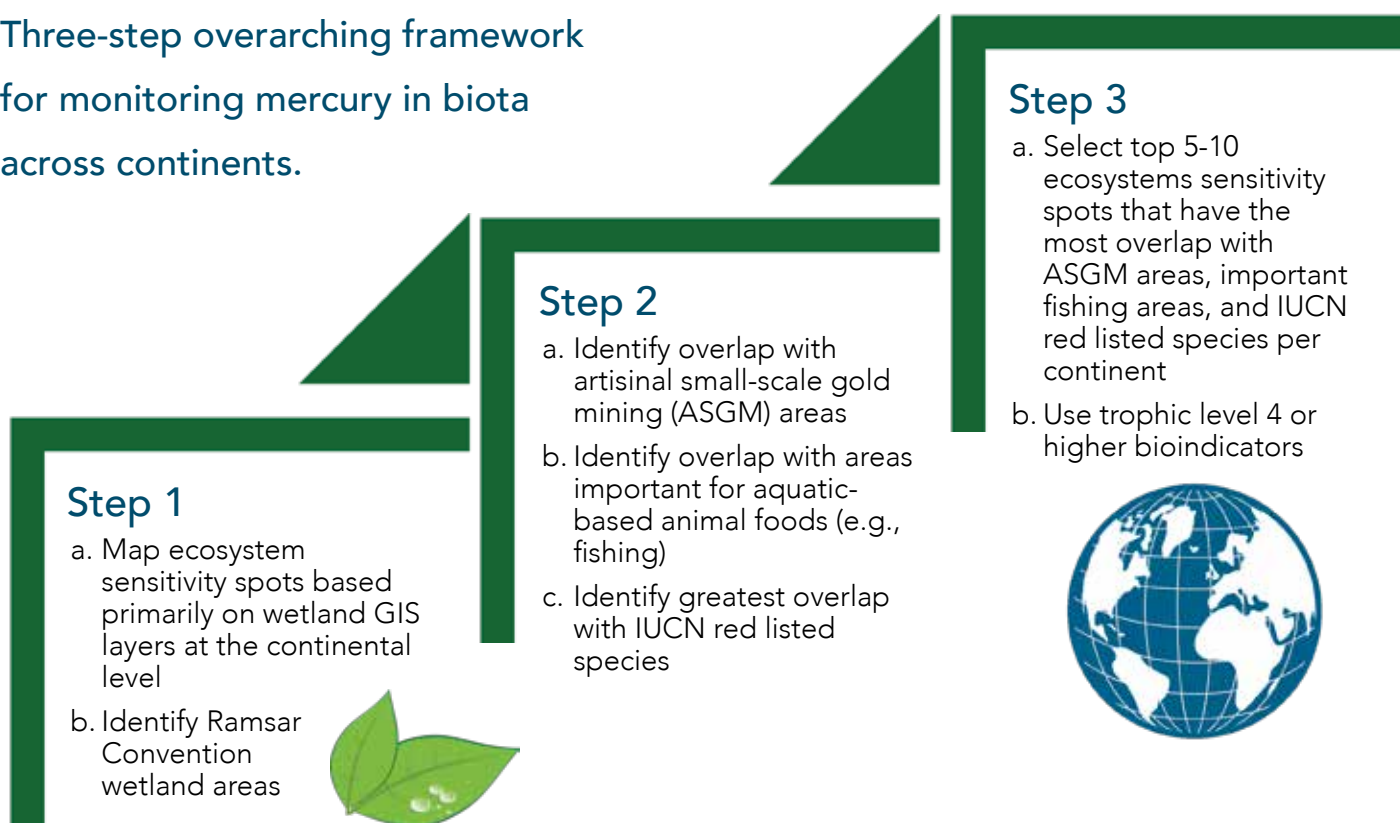 Three-step overarching framework
for monitoring mercury in biota
across continents.
Step 1
a. Map ecosystem
sensitivity spots based
primarily on wetland GIS
layers at the continental
level
b. Identify Ramsar
Convention
wetland areas
Step 2
a. Identify overlap with
artisinal small-scale gold
mining (ASGM) areas
b. Identify overlap with areas
important for aquatic-
based animal foods (e.g.,
fishing)
c. Identify greatest overlap
with IUCN red listed
species
Step 3
a. Select top 5-10
ecosystems sensitivity
spots that have the
most overlap with
ASGM areas, important
fishing areas, and IUCN
red listed species per
continent
b. Use trophic level 4 or
higher bioindicators